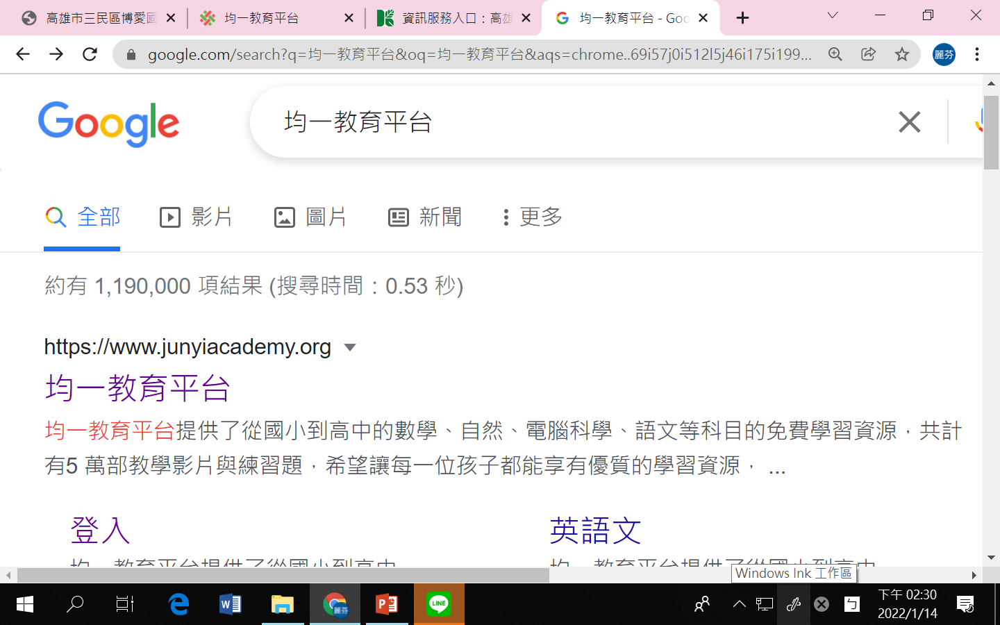 高雄市三民區博愛國
均一教育平台
資訊服務入口：高雄
均一教育平台 - Goo
google.com/search?q=均一教育平台&oq=均一教育平台&aqs=chrome..69i57j0i512l5j46i175i199...
麗芬
Google
均一教育平台
全部
影片
圖片
新聞
更多
約有 1,190,000 項結果 (搜尋時間：0.53 秒)
https://www.junyiacademy.org
均一教育平台
均一教育平台提供了從國小到高中的數學、自然、電腦科學、語文等科目的免費學習資源，共計
有5 萬部教學影片與練習題，希望讓每一位孩子都能享有優質的學習資源， ...
登入
英語文
均一教育平台提供了從國小到高中
均一教育平台提供了從國小到高中
Windows Ink 工作區
麗芬
LINE
ㄅ
下午 02:30
2022/1/14